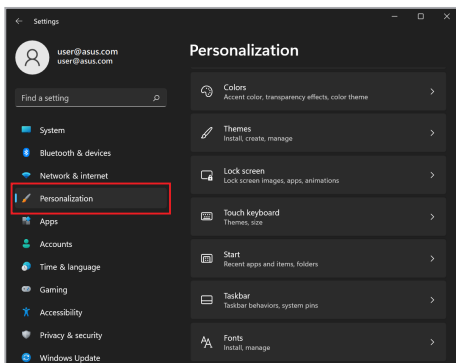 Settings
user@asus.com
user@asus.com
Find a setting
System
Bluetooth & devices
Network & internet
Personalization
Apps
Accounts
Time & language
Gaming
Accessibility
Privacy & security
Windows Update
Personalization
Colors
Accent color, transparency effects, color theme
Themes
Install, create, manage
Lock screen
Lock screen images, apps, animations
Touch keyboard
Themes, size
Start
Recent apps and items, folders
Taskbar
Taskbar behaviors, system pins
Fonts
Install, manage